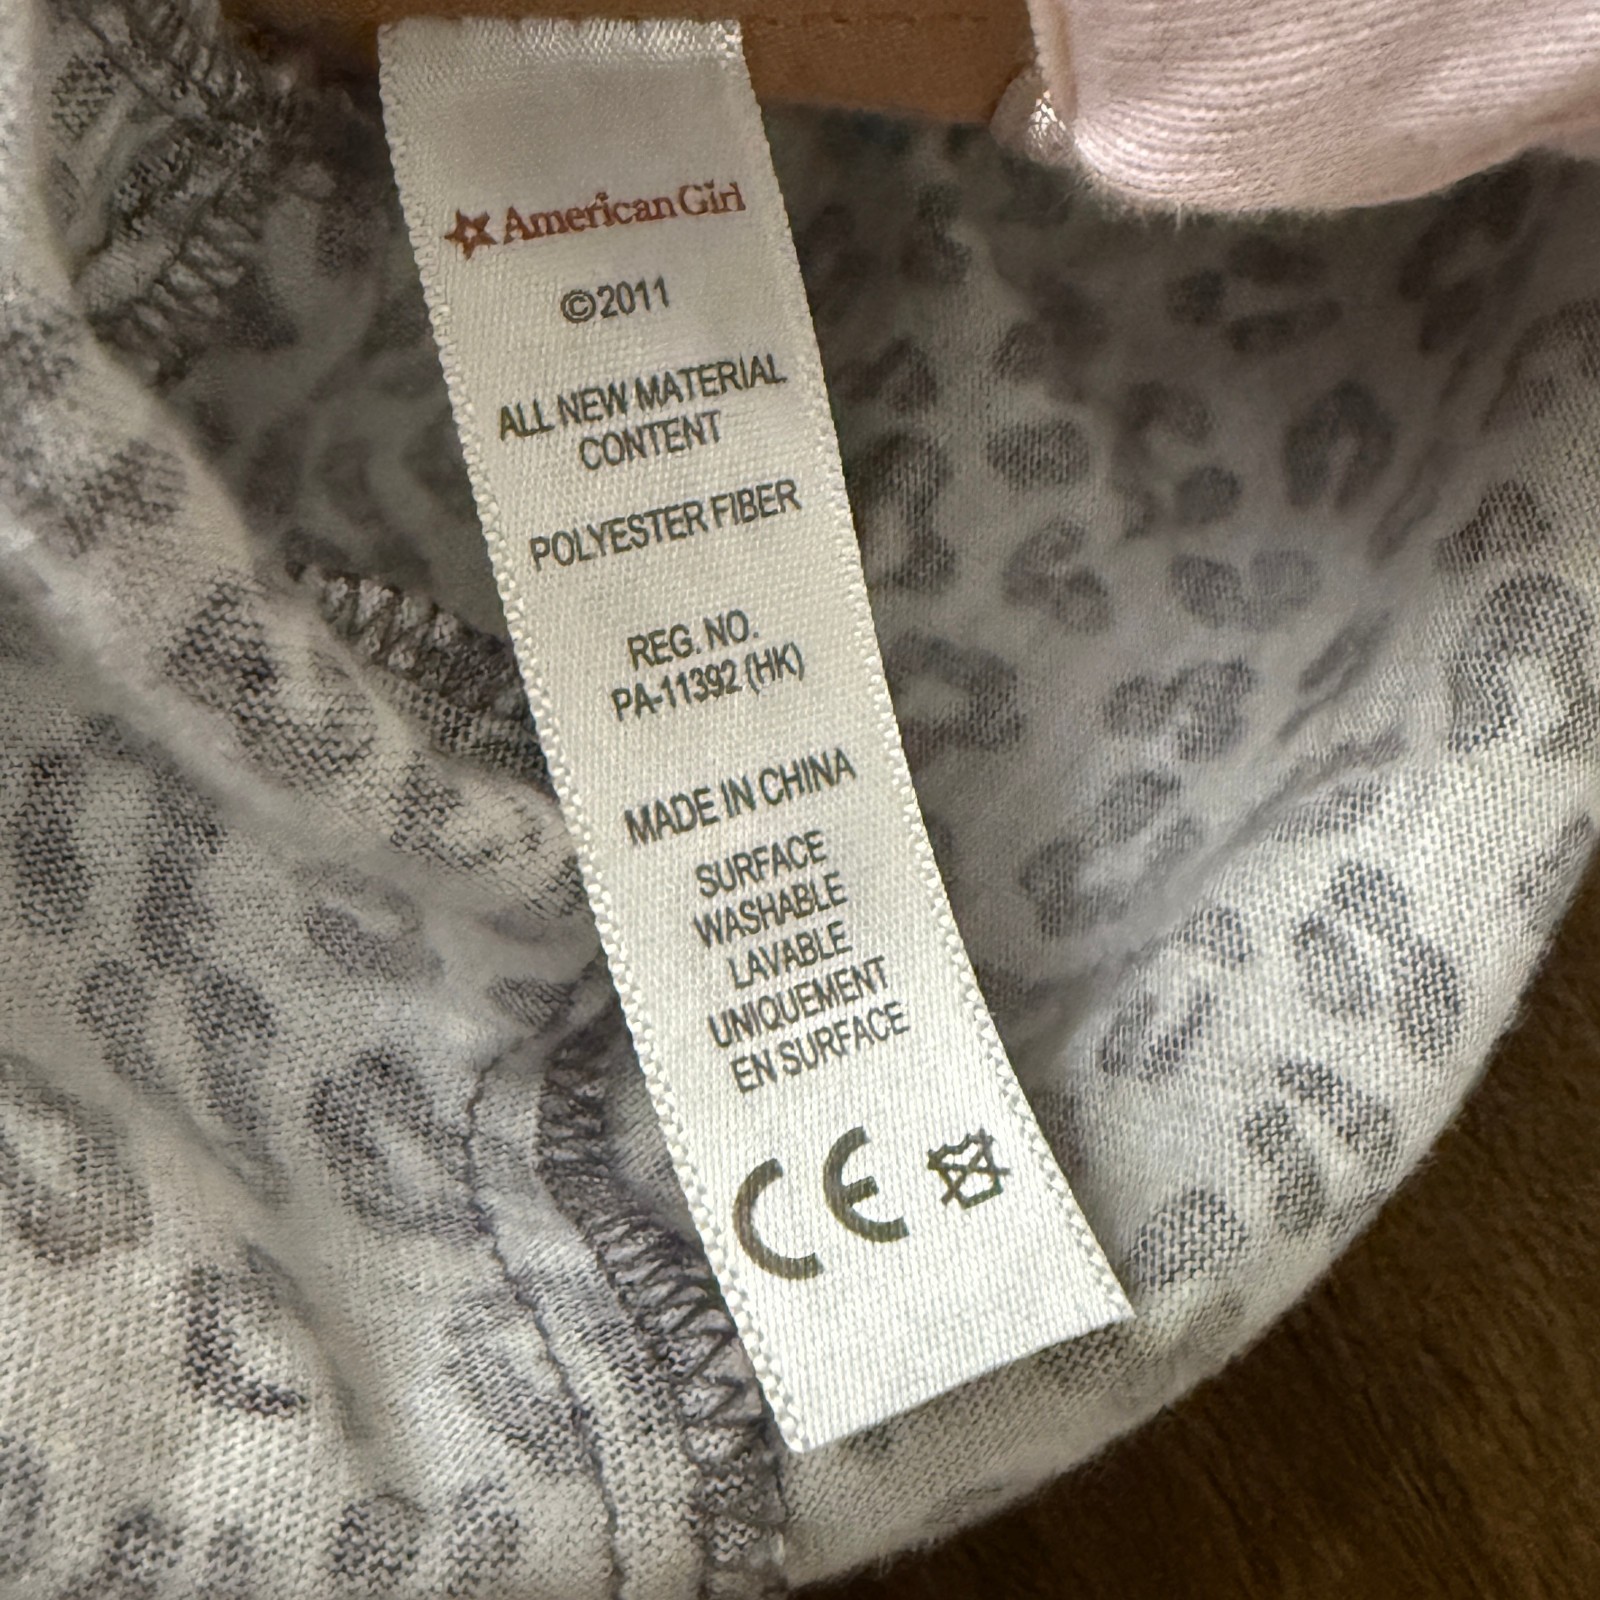 American Girl
©2011
ALL NEW MATERIAL
CONTENT
POLYESTER FIBER
REG. NO.
PA-11392 (HK)
MADE IN CHINA
SURFACE
WASHABLE
LAVABLE
UNIQUEMENT
EN SURFACE
CE